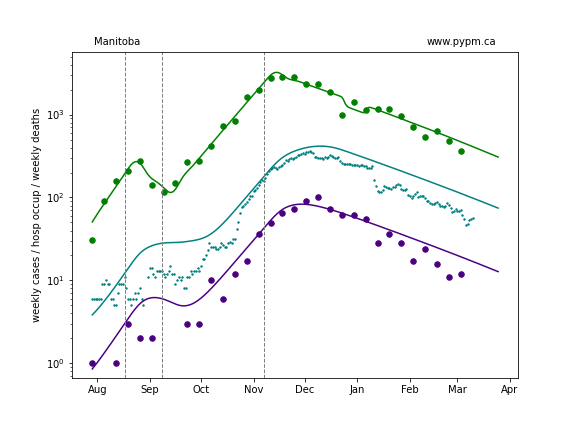 Manitoba www.pypm.ca
weekly cases / hosp occup / weekly deaths
10³
10²
10¹
10⁰
Aug Sep Oct Nov Dec Jan Feb Mar Apr